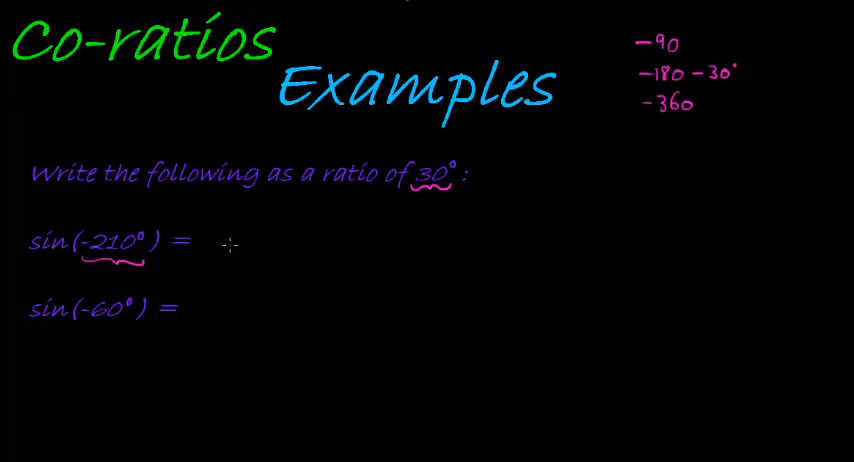 Co-ratios
Examples
-90
-180 - 30°
-360
Write the following as a ratio of 30° :
sin(-210°) =
sin(-60°) =